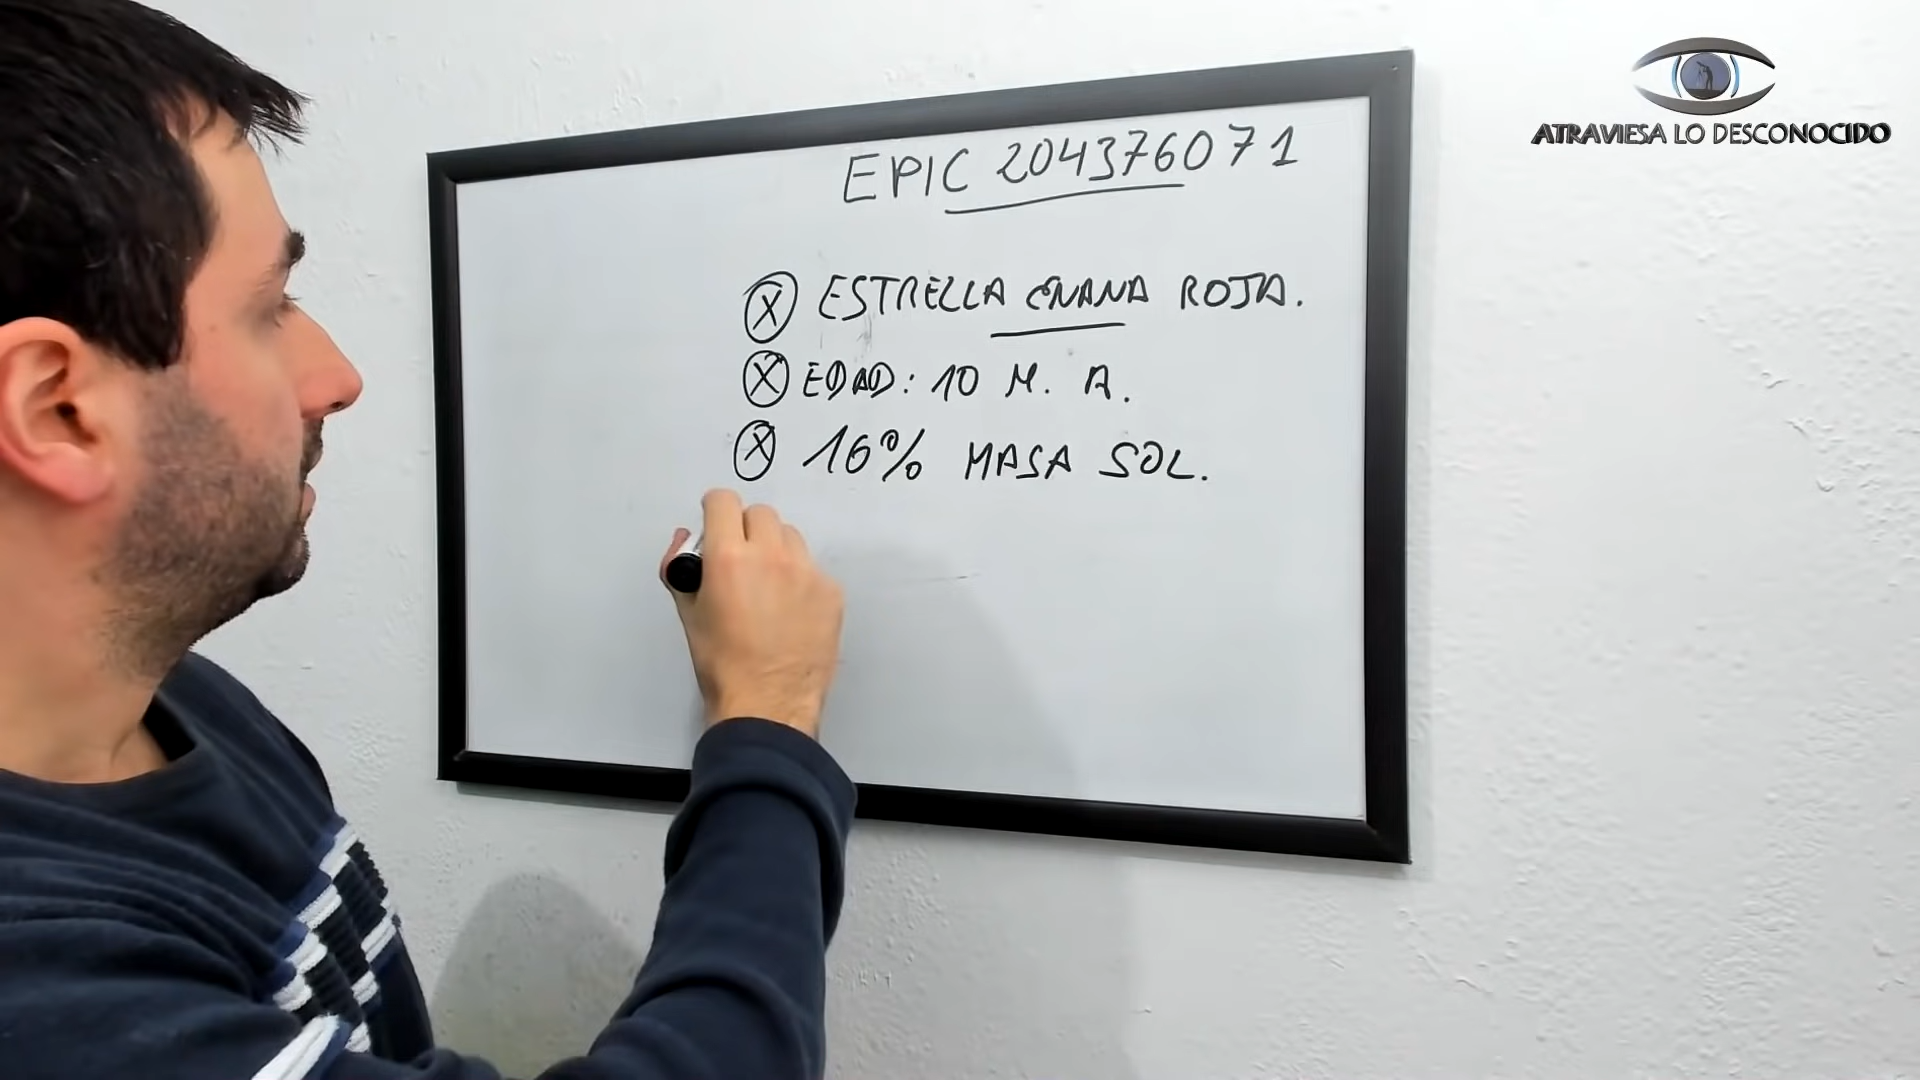 ATRAVIESA LO DESCONOCIDO
EPIC 204376071
ESTRELLA ENANA ROJA.
EDAD: 10 M. A.
16% MASA SOL.